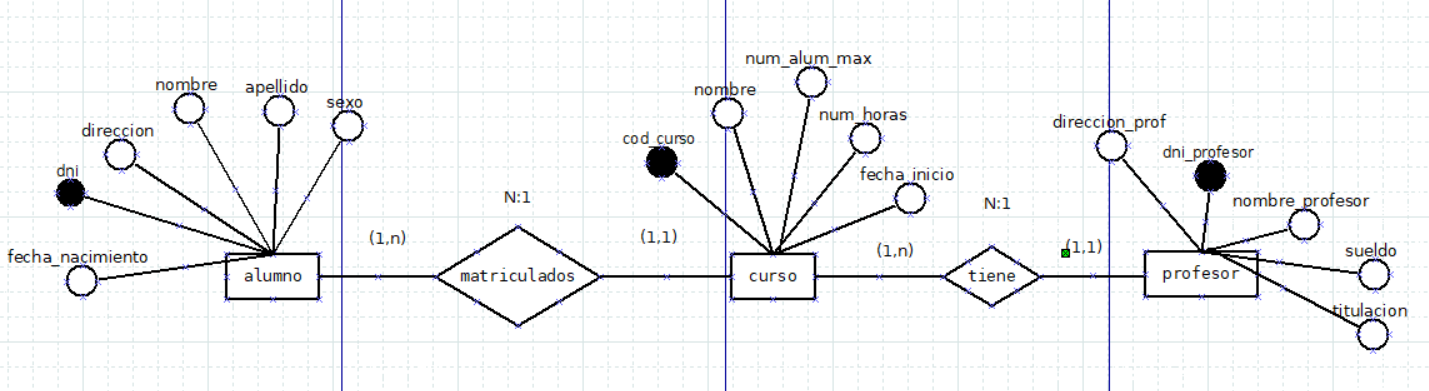 num_alum_max
nombre
apellido
nombre
sexo
num_horas
direccion_prof
direccion
cod_curso
dni_profesor
dni
fecha_inicio
N:1
N:1
nombre_profesor
(1,n)
(1,1)
(1,n)
(1,1)
sueldo
fecha_nacimiento
alumno
matriculados
curso
tiene
profesor
titulacion